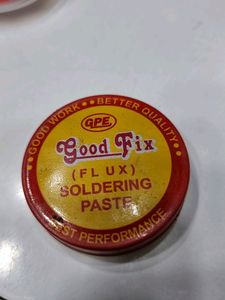 GOOD WORK •• BETTER QUALITY
GPE
Good Fix
(FLUX)
SOLDERING
PASTE
BEST PERFORMANCE